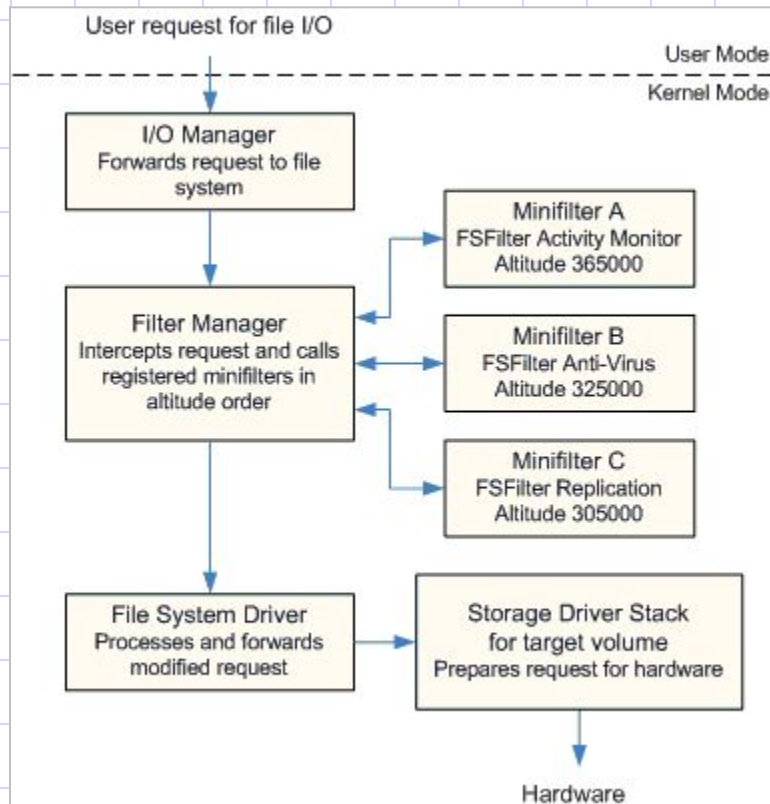 User request for file I/O
User Mode
Kernel Mode
I/O Manager
Forwards request to file
system
Minifilter A
FSFilter Activity Monitor
Altitude 365000
Filter Manager
Intercepts request and calls
registered minifilters in
altitude order
Minifilter B
FSFilter Anti-Virus
Altitude 325000
Minifilter C
FSFilter Replication
Altitude 305000
File System Driver
Processes and forwards
modified request
Storage Driver Stack
for target volume
Prepares request for hardware
Hardware